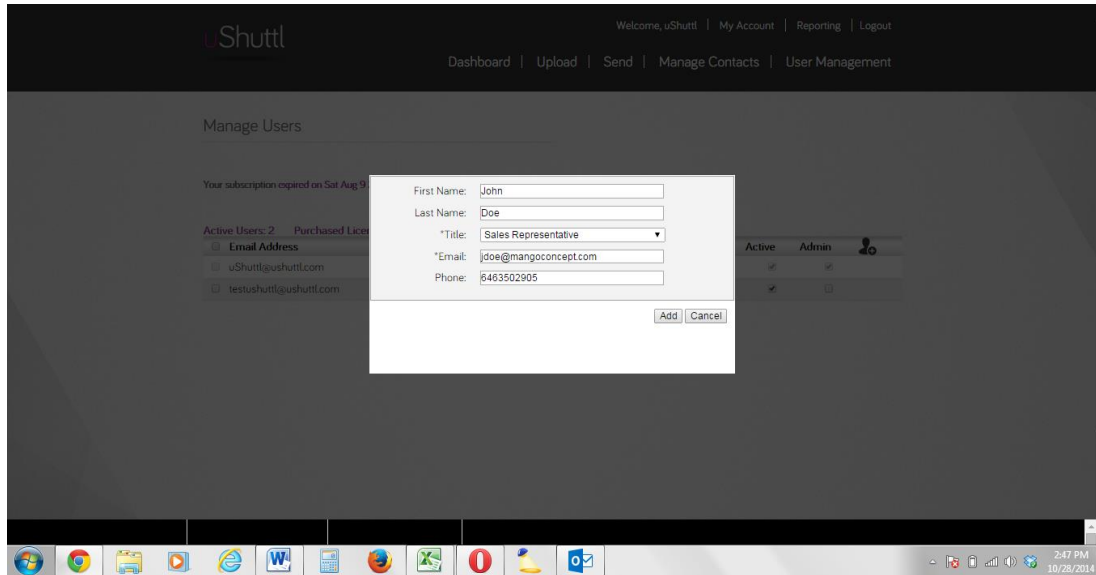 uShuttl
Welcome, uShuttl | My Account | Reporting | Logout
Dashboard | Upload | Send | Manage Contacts | User Management
Manage Users
Your subscription expired on Sat Aug 9
First Name: John
Last Name: Doe
*Title: Sales Representative
*Email: jdoe@mangoconcept.com
Phone: 6463502905
Add Cancel
Active Users: 2 Purchased Licen
Email Address Active Admin
uShuttl@ushuttl.com
testushuttl@ushuttl.com
2:47 PM
10/28/2014